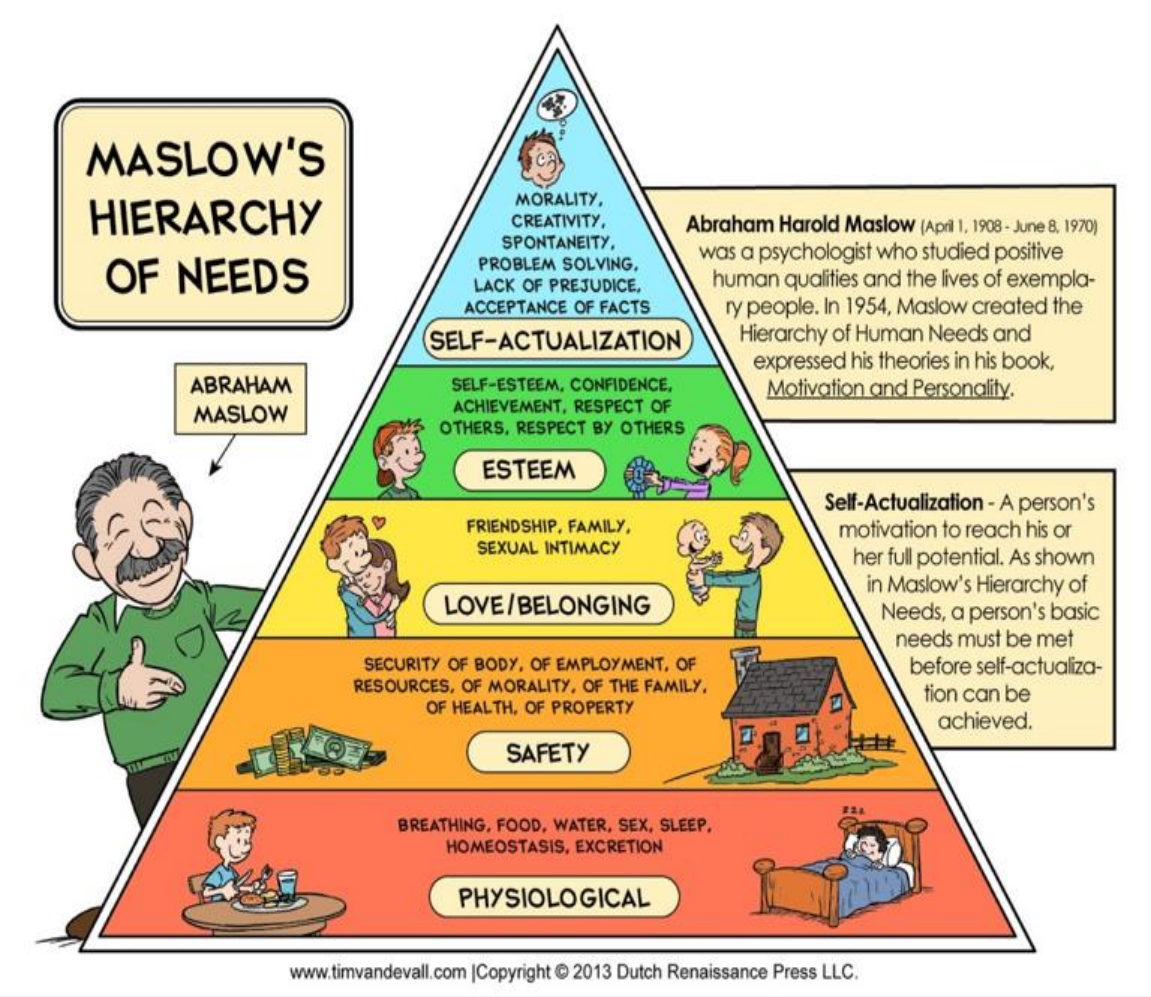 MASLOW'S
HIERARCHY
OF NEEDS
ABRAHAM
MASLOW
MORALITY,
CREATIVITY,
SPONTANEITY,
PROBLEM SOLVING,
LACK OF PREJUDICE,
ACCEPTANCE OF FACTS
SELF-ACTUALIZATION
SELF-ESTEEM, CONFIDENCE,
ACHIEVEMENT, RESPECT OF
OTHERS, RESPECT BY OTHERS
ESTEEM
1
FRIENDSHIP, FAMILY,
SEXUAL INTIMACY
LOVE/BELONGING
SECURITY OF BODY, OF EMPLOYMENT, OF
RESOURCES, OF MORALITY, OF THE FAMILY,
OF HEALTH, OF PROPERTY
SAFETY
BREATHING, FOOD, WATER, SEX, SLEEP,
HOMEOSTASIS, EXCRETION
PHYSIOLOGICAL
zzz
Abraham Harold Maslow (April 1, 1908 - June 8, 1970)
was a psychologist who studied positive
human qualities and the lives of exempla-
ry people. In 1954, Maslow created the
Hierarchy of Human Needs and
expressed his theories in his book,
Motivation and Personality.
Self-Actualization - A person's
motivation to reach his or
her full potential. As shown
in Maslow's Hierarchy of
Needs, a person's basic
needs must be met
before self-actualiza-
tion can be
achieved.
www.timvandevall.com |Copyright © 2013 Dutch Renaissance Press LLC.